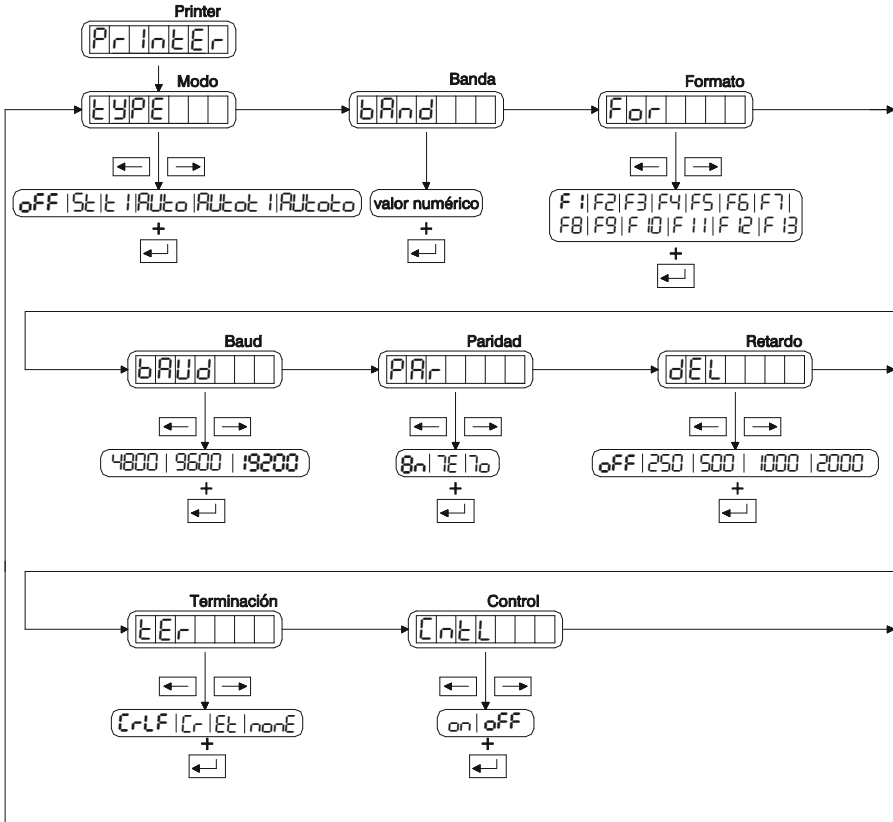 Printer
PrIntEr
Modo
tYPE
oFF | St | t1 | AUto | AUtot1 | AUtoto
+
Banda
bAnd
valor numérico
+
Formato
For
F1 | F2 | F3 | F4 | F5 | F6 | F7 |
F8 | F9 | F10 | F11 | F12 | F13
+
Baud
bAUd
4800 | 9600 | 19200
+
Paridad
PAr
8n | 7E | 7o
+
Retardo
dEL
oFF | 250 | 500 | 1000 | 2000
+
Terminación
tEr
CrLF | Cr | Et | nonE
+
Control
CntL
on | oFF
+